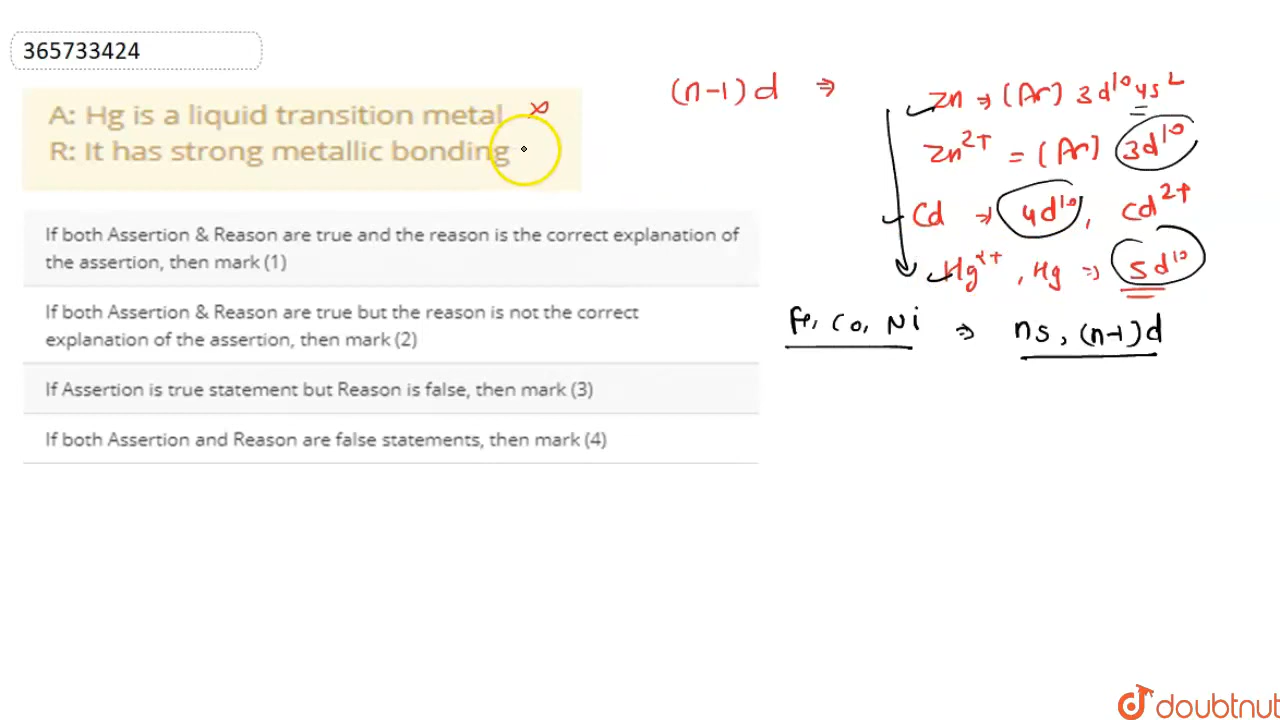 365733424
A: Hg is a liquid transition metal
R: It has strong metallic bonding
If both Assertion & Reason are true and the reason is the correct explanation of
the assertion, then mark (1)
If both Assertion & Reason are true but the reason is not the correct
explanation of the assertion, then mark (2)
If Assertion is true statement but Reason is false, then mark (3)
If both Assertion and Reason are false statements, then mark (4)
(n-1)d ⇒
Zn ⇒ (Ar) 3d¹⁰ 4s²
Zn²⁺ = (Ar) 3d¹⁰
Cd ⇒ 4d¹⁰, Cd²⁺
Hg²⁺, Hg ⇒ 5d¹⁰
Fe, Co, Ni ⇒ ns, (n-1)d
doubtnut